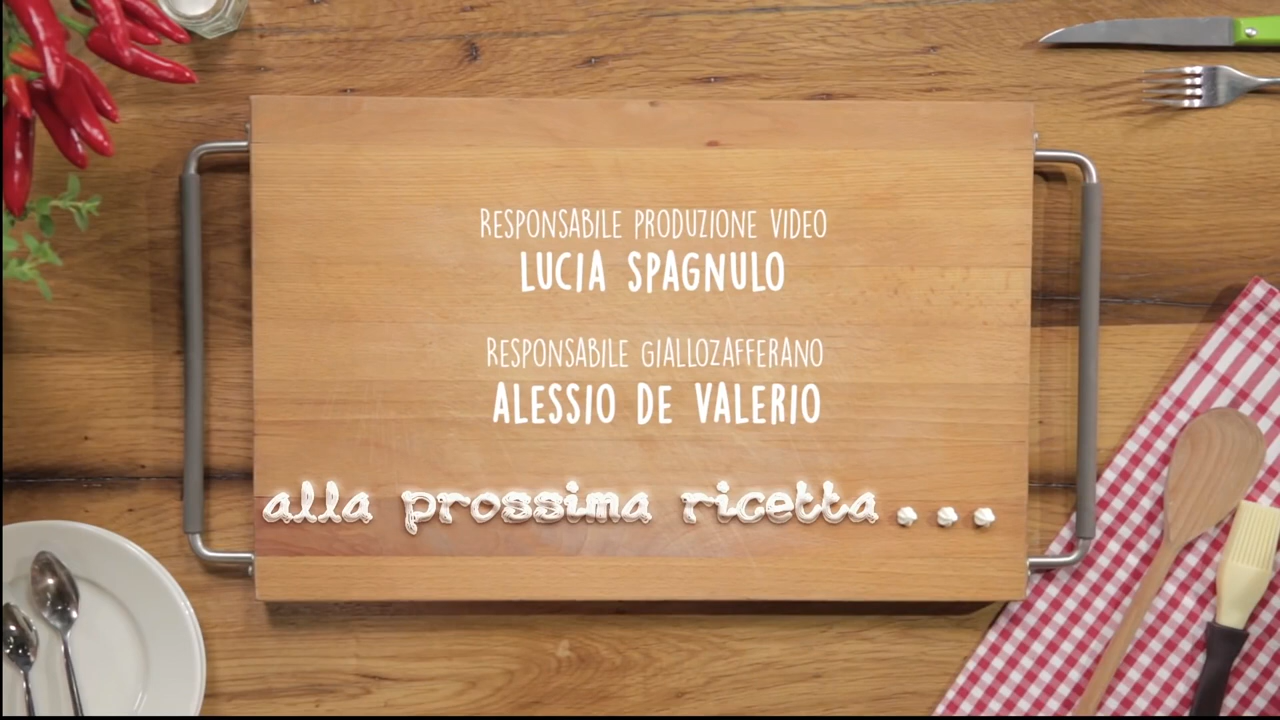 RESPONSABILE PRODUZIONE VIDEO
LUCIA SPAGNULO
RESPONSABILE GIALLOZAFFERANO
ALESSIO DE VALERIO
alla prossima ricetta...